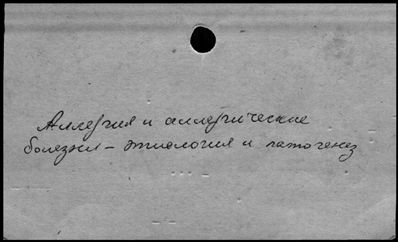 Аллергия и аллергические
болезни – этиология и патогенез